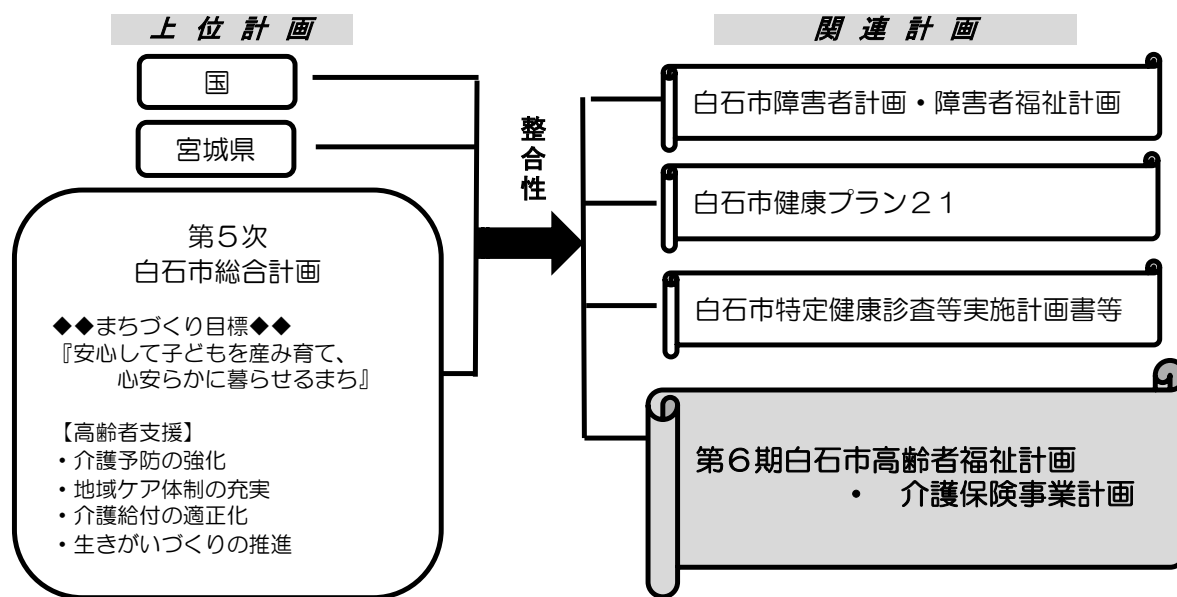 上位計画
国
宮城県
第5次
白石市総合計画
◆◆まちづくり目標◆◆
『安心して子どもを産み育て、
心安らかに暮らせるまち』
【高齢者支援】
・介護予防の強化
・地域ケア体制の充実
・介護給付の適正化
・生きがいづくりの推進
整合性
関連計画
白石市障害者計画・障害者福祉計画
白石市健康プラン21
白石市特定健康診査等実施計画書等
第6期白石市高齢者福祉計画
・ 介護保険事業計画